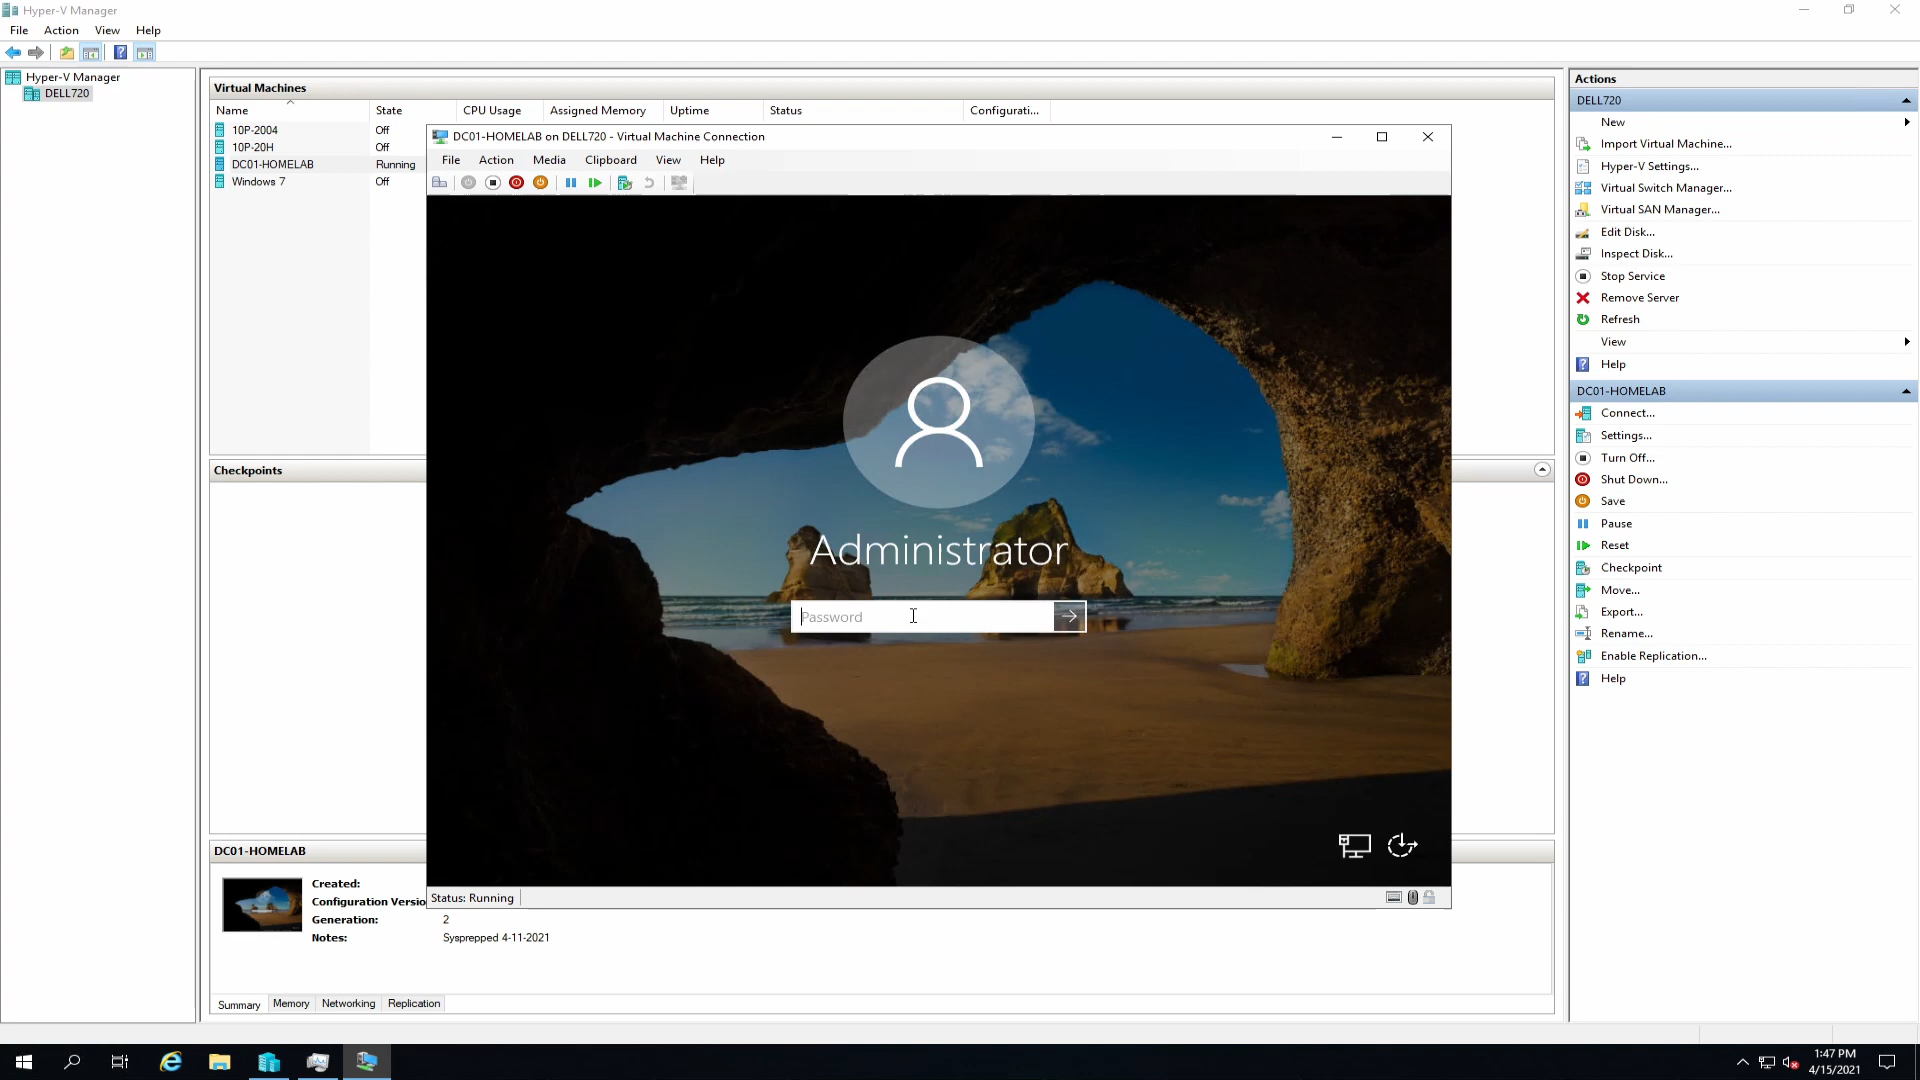 Hyper-V Manager
File Action View Help
Hyper-V Manager
DELL720
Virtual Machines
Name State CPU Usage Assigned Memory Uptime Status Configurati...
10P-2004 Off
10P-20H Off
DC01-HOMELAB Running
Windows 7 Off
DC01-HOMELAB on DELL720 - Virtual Machine Connection
File Action Media Clipboard View Help
Administrator
Password
Status: Running
Checkpoints
DC01-HOMELAB
Created:
Configuration Versio
Generation: 2
Notes: Sysprepped 4-11-2021
Summary Memory Networking Replication
Actions
DELL720
New
Import Virtual Machine...
Hyper-V Settings...
Virtual Switch Manager...
Virtual SAN Manager...
Edit Disk...
Inspect Disk...
Stop Service
Remove Server
Refresh
View
Help
DC01-HOMELAB
Connect...
Settings...
Turn Off...
Shut Down...
Save
Pause
Reset
Checkpoint
Move...
Export...
Rename...
Enable Replication...
Help
1:47 PM
4/15/2021